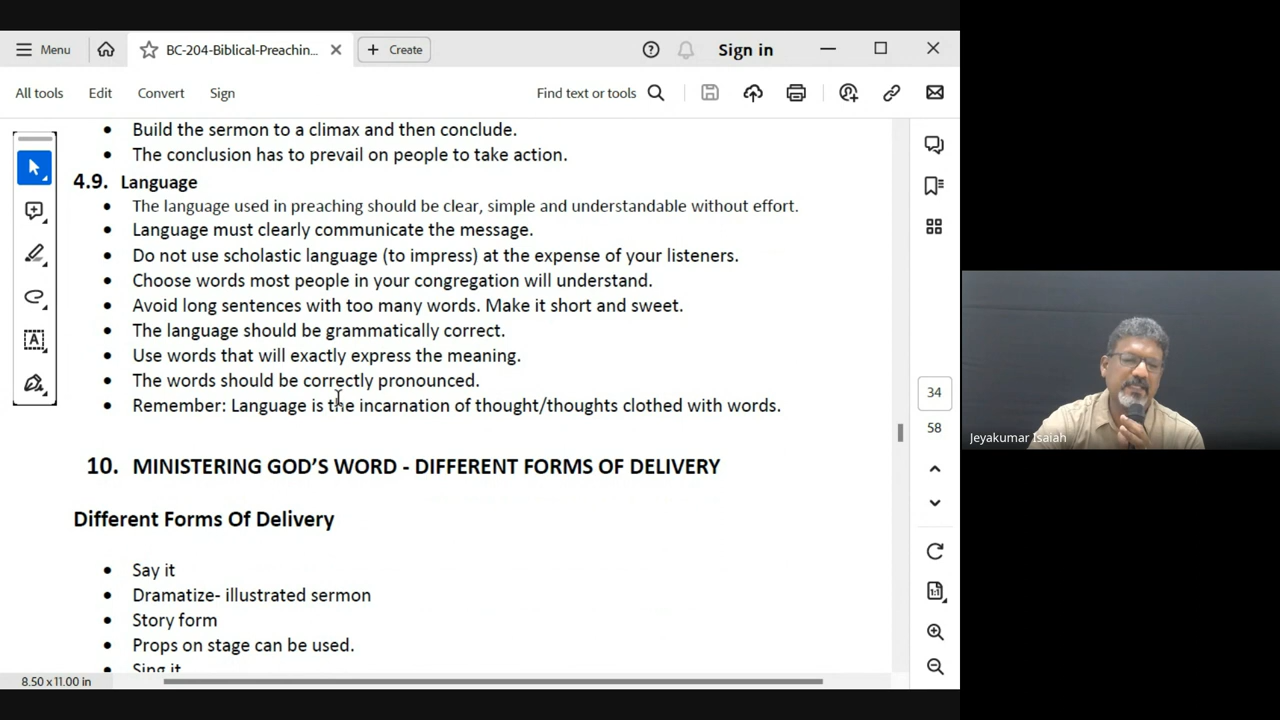 Menu
BC-204-Biblical-Preachin...
Create
Sign in
All tools Edit Convert Sign
Find text or tools
• Build the sermon to a climax and then conclude.
• The conclusion has to prevail on people to take action.
4.9. Language
• The language used in preaching should be clear, simple and understandable without effort.
• Language must clearly communicate the message.
• Do not use scholastic language (to impress) at the expense of your listeners.
• Choose words most people in your congregation will understand.
• Avoid long sentences with too many words. Make it short and sweet.
• The language should be grammatically correct.
• Use words that will exactly express the meaning.
• The words should be correctly pronounced.
• Remember: Language is the incarnation of thought/thoughts clothed with words.
10. MINISTERING GOD’S WORD - DIFFERENT FORMS OF DELIVERY
Different Forms Of Delivery
• Say it
• Dramatize- illustrated sermon
• Story form
• Props on stage can be used.
• Sing it
8.50 x 11.00 in
34
58
1:1
Jeyakumar Isaiah